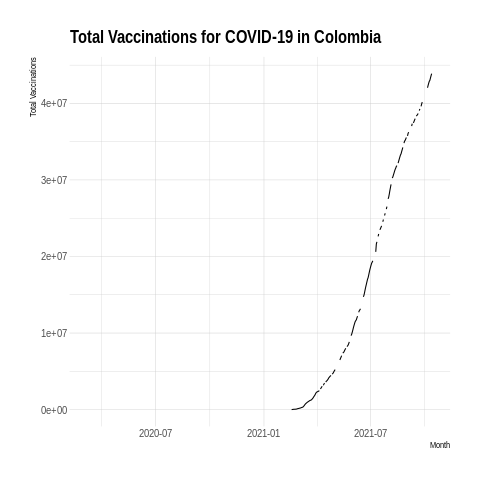 Total Vaccinations for COVID-19 in Colombia
Total Vaccinations
4e+07
3e+07
2e+07
1e+07
0e+00
2020-07 2021-01 2021-07
Month